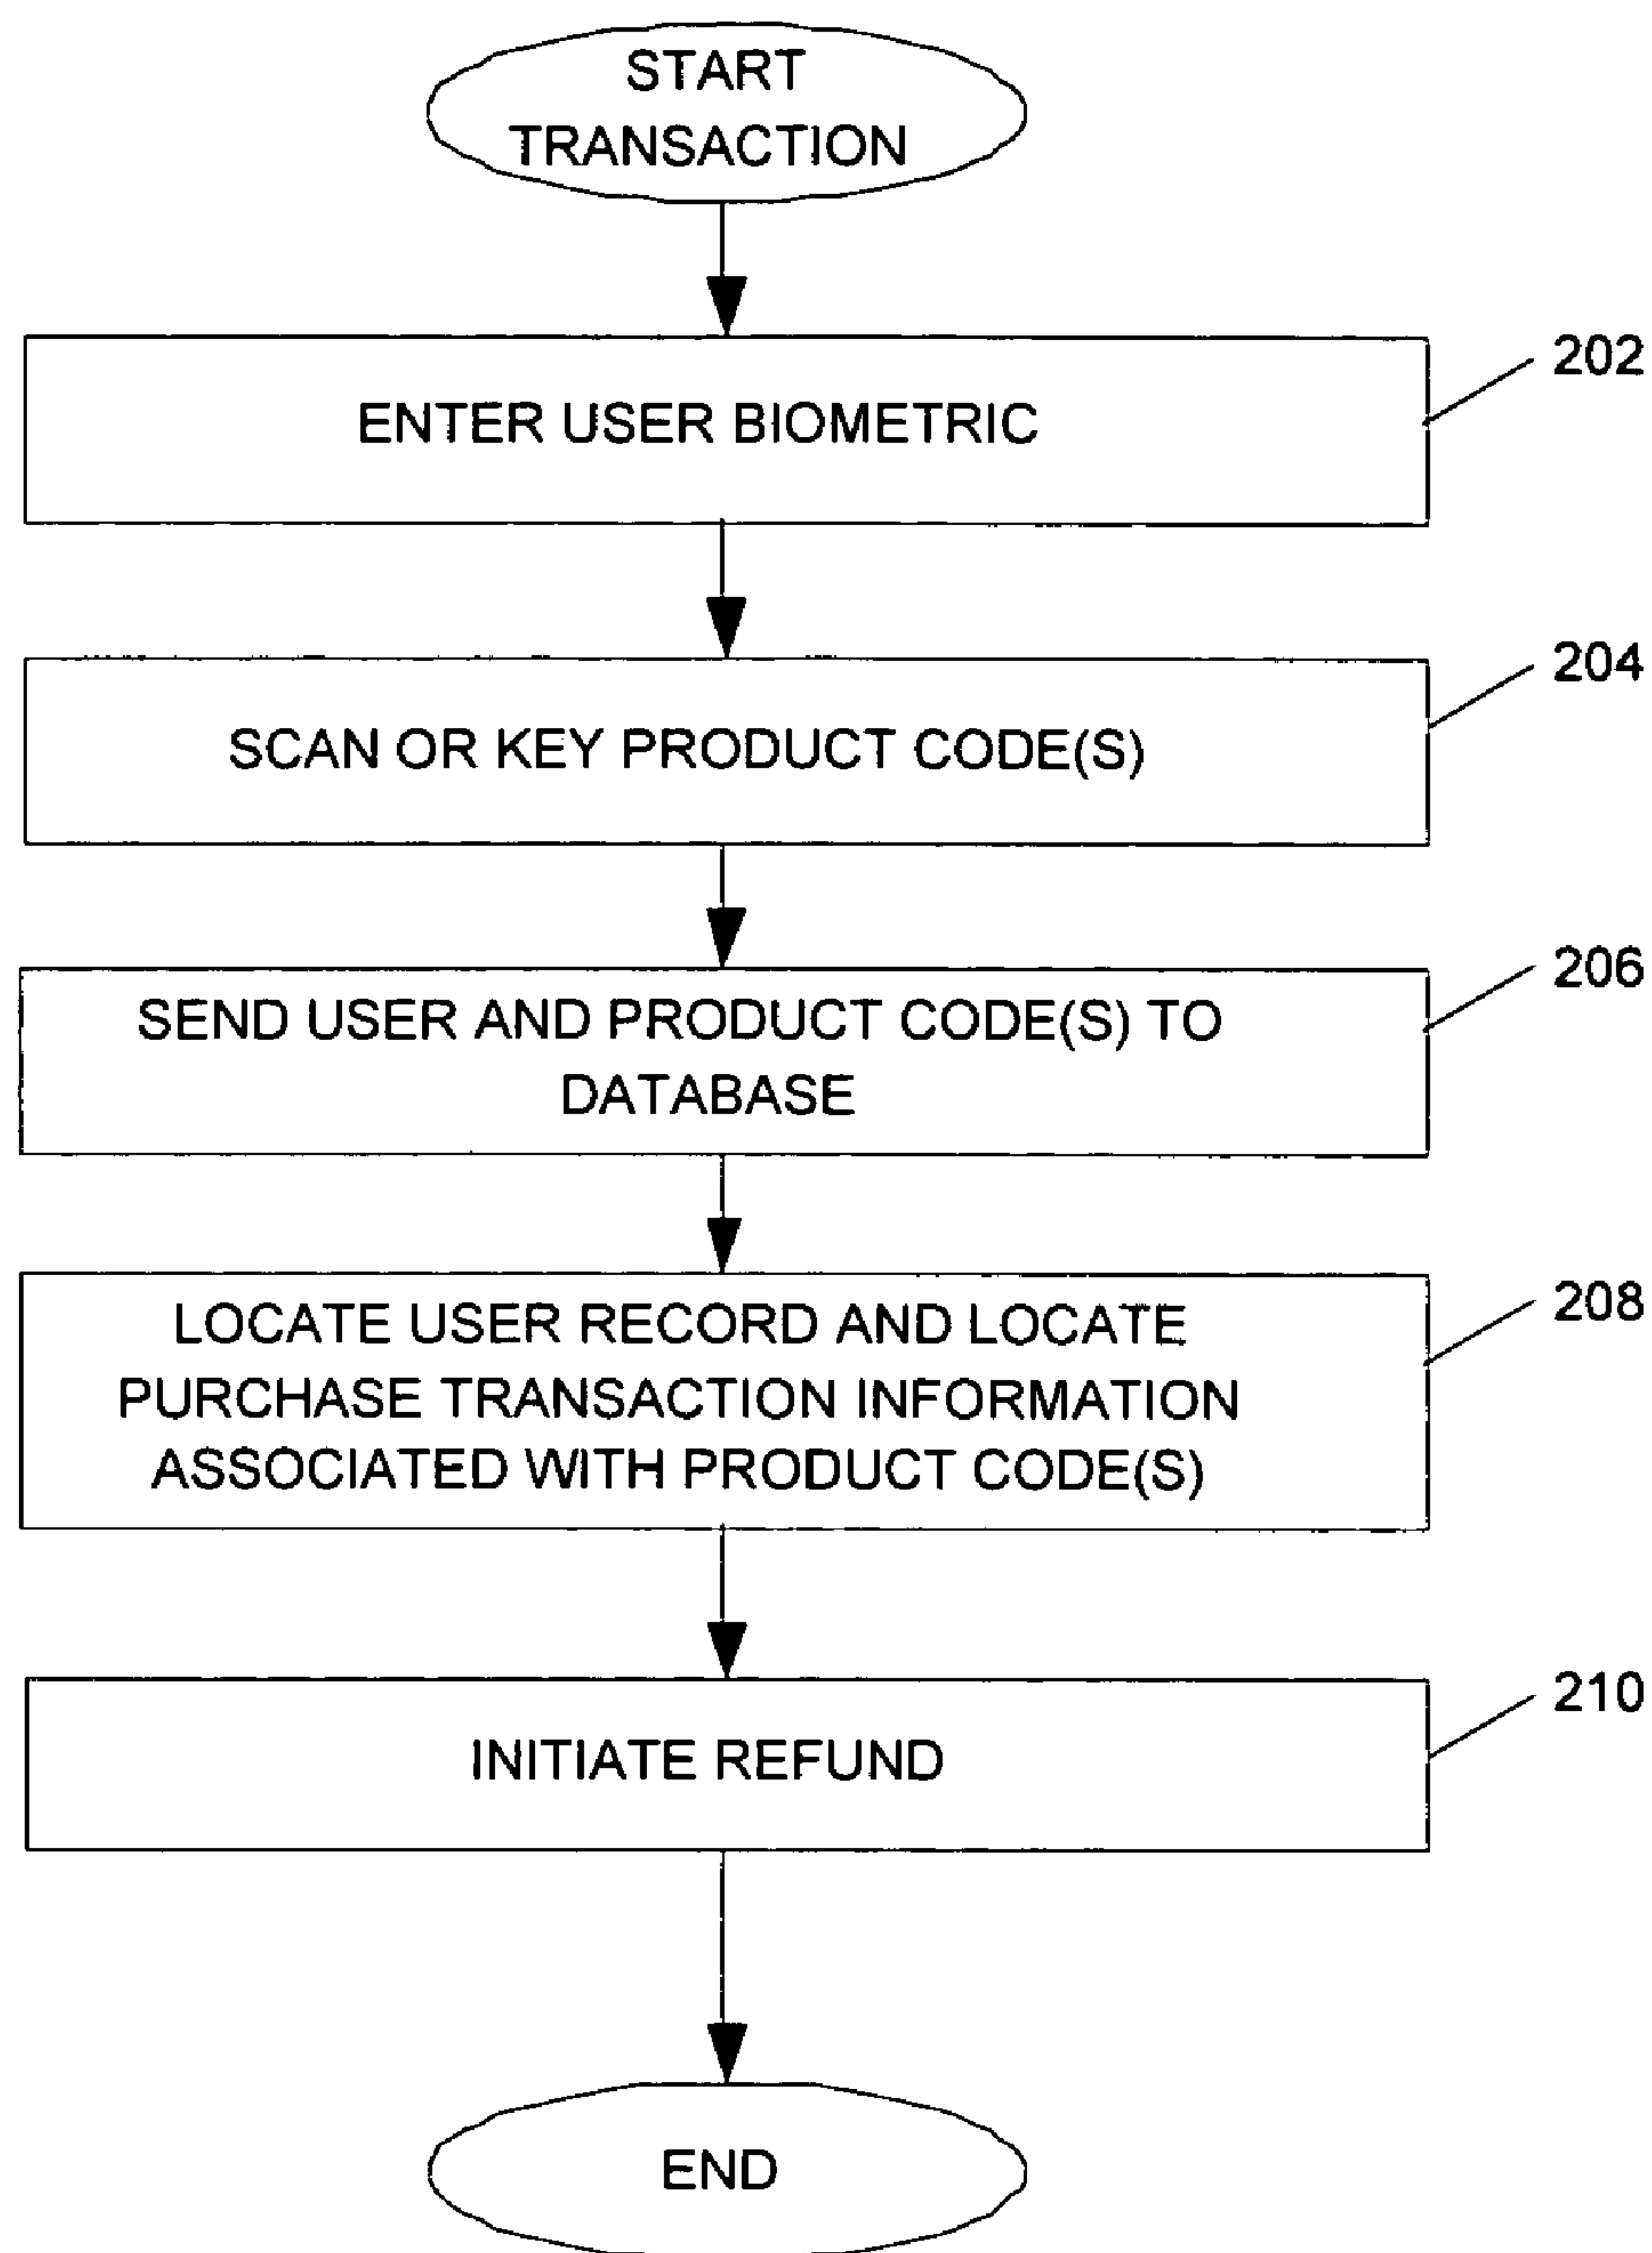 START
TRANSACTION
202
ENTER USER BIOMETRIC
204
SCAN OR KEY PRODUCT CODE(S)
206
SEND USER AND PRODUCT CODE(S) TO
DATABASE
208
LOCATE USER RECORD AND LOCATE
PURCHASE TRANSACTION INFORMATION
ASSOCIATED WITH PRODUCT CODE(S)
210
INITIATE REFUND
END